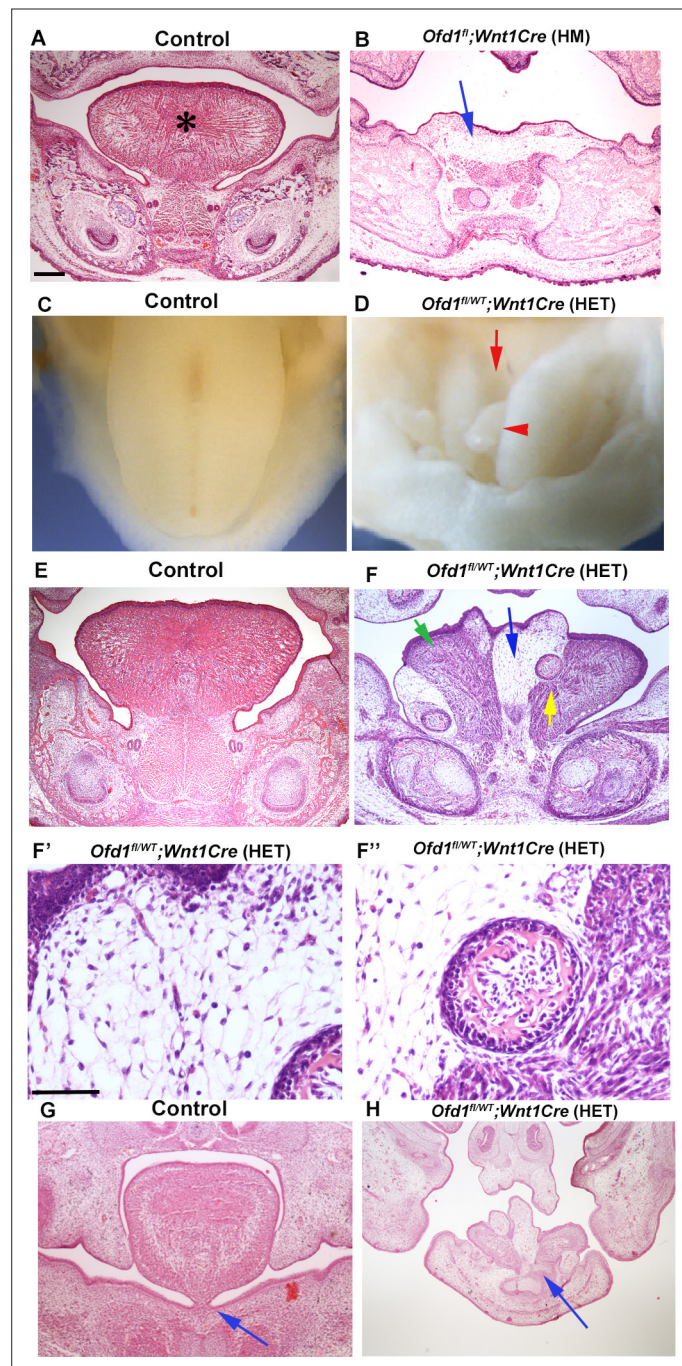 A Control
B Ofd1fl;Wnt1Cre (HM)
*
C Control
D Ofd1fl/WT;Wnt1Cre (HET)
E Control
F Ofd1fl/WT;Wnt1Cre (HET)
F' Ofd1fl/WT;Wnt1Cre (HET)
F'' Ofd1fl/WT;Wnt1Cre (HET)
G Control
H Ofd1fl/WT;Wnt1Cre (HET)